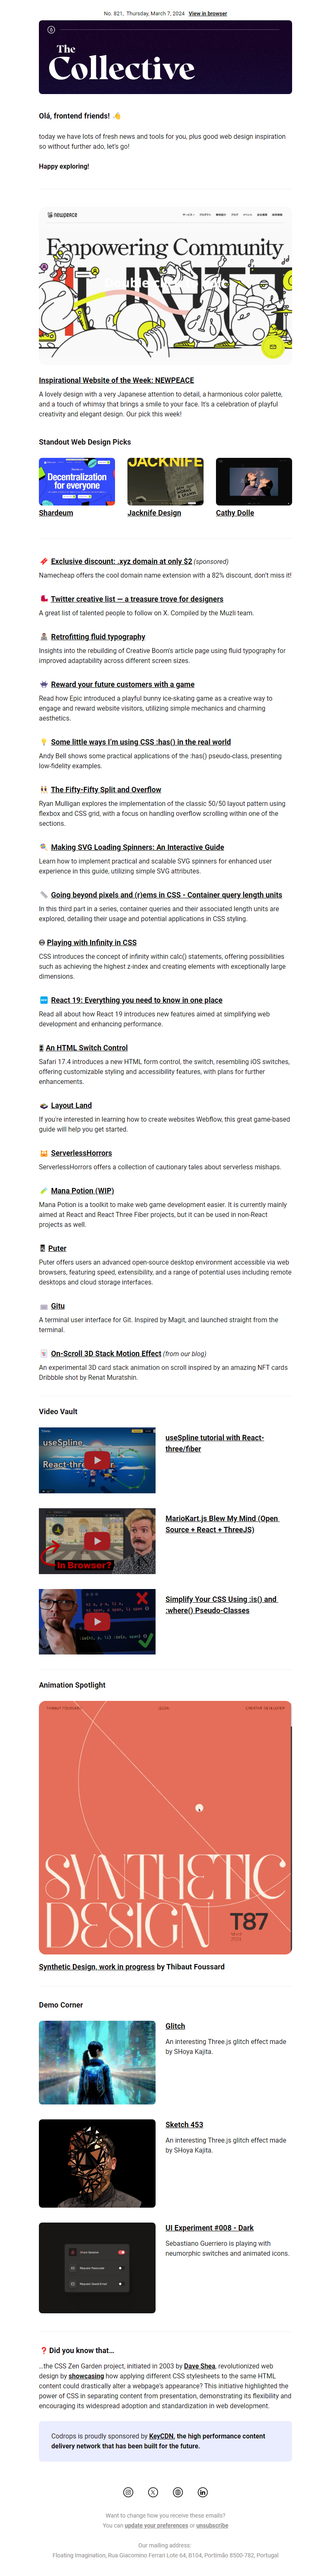 No. 821, Thursday, March 7, 2024 View in browser
The
Collective
Olá, frontend friends! 👋
today we have lots of fresh news and tools for you, plus good web design inspiration
so without further ado, let's go!
Happy exploring!
NEWPEACE
Empowering Community
Inspirational Website of the Week: NEWPEACE
A lovely design with a very Japanese attention to detail, a harmonious color palette,
and a touch of whimsy that brings a smile to your face. It's a celebration of playful
creativity and elegant design. Our pick this week!
Standout Web Design Picks
Decentralization
for everyone
JACKNIFE
Shardeum
Jacknife Design
Cathy Dolle
Exclusive discount: .xyz domain at only $2 (sponsored)
Namecheap offers the cool domain name extension with a 82% discount, don't miss it!
Twitter creative list — a treasure trove for designers
A great list of talented people to follow on X. Compiled by the Muzli team.
Retrofitting fluid typography
Insights into the rebuilding of Creative Boom's article page using fluid typography for
improved adaptability across different screen sizes.
Reward your future customers with a game
Read how Epic introduced a playful bunny ice-skating game as a creative way to
engage and reward website visitors, utilizing simple mechanics and charming
aesthetics.
Some little ways I'm using CSS :has() in the real world
Andy Bell shows some practical applications of the :has() pseudo-class, presenting
low-fidelity examples.
The Fifty-Fifty Split and Overflow
Ryan Mulligan explores the implementation of the classic 50/50 layout pattern using
flexbox and CSS grid, with a focus on handling overflow scrolling within one of the
sections.
Making SVG Loading Spinners: An Interactive Guide
Learn how to implement practical and scalable SVG spinners for enhanced user
experience in this guide, utilizing simple SVG attributes.
Going beyond pixels and (r)ems in CSS - Container query length units
In this third part in a series, container queries and their associated length units are
explored, detailing their usage and potential applications in CSS styling.
Playing with Infinity in CSS
CSS introduces the concept of infinity within calc() statements, offering possibilities
such as achieving the highest z-index and creating elements with exceptionally large
dimensions.
React 19: Everything you need to know in one place
Read all about how React 19 introduces new features aimed at simplifying web
development and enhancing performance.
An HTML Switch Control
Safari 17.4 introduces a new HTML form control, the switch, resembling iOS switches,
offering customizable styling and accessibility features, with plans for further
enhancements.
Layout Land
If you're interested in learning how to create websites Webflow, this great game-based
guide will help you get started.
ServerlessHorrors
ServerlessHorrors offers a collection of cautionary tales about serverless mishaps.
Mana Potion (WIP)
Mana Potion is a toolkit to make web game development easier. It is currently mainly
aimed at React and React Three Fiber projects, but it can be used in non-React
projects as well.
Puter
Puter offers users an advanced open-source desktop environment accessible via web
browsers, featuring speed, extensibility, and a range of potential uses including remote
desktops and cloud storage interfaces.
Gitu
A terminal user interface for Git. Inspired by Magit, and launched straight from the
terminal.
On-Scroll 3D Stack Motion Effect (from our blog)
An experimental 3D card stack animation on scroll inspired by an amazing NFT cards
Dribbble shot by Renat Muratshin.
Video Vault
useSpline
React-three
useSpline tutorial with React-
three/fiber
In Browser?
MarioKart.js Blew My Mind (Open
Source + React + ThreeJS)
Simplify Your CSS Using :is() and
:where() Pseudo-Classes
Animation Spotlight
SYNTHETIC
DESIGN
T87
Synthetic Design, work in progress by Thibaut Foussard
Demo Corner
Glitch
An interesting Three.js glitch effect made
by SHoya Kajita.
Sketch 453
An interesting Three.js glitch effect made
by SHoya Kajita.
UI Experiment #008 - Dark
Sebastiano Guerriero is playing with
neumorphic switches and animated icons.
❓ Did you know that...
...the CSS Zen Garden project, initiated in 2003 by Dave Shea, revolutionized web
design by showcasing how applying different CSS stylesheets to the same HTML
content could drastically alter a webpage's appearance? This initiative highlighted the
power of CSS in separating content from presentation, demonstrating its flexibility and
encouraging its widespread adoption and standardization in web development.
Codrops is proudly sponsored by KeyCDN, the high performance content
delivery network that has been built for the future.
Want to change how you receive these emails?
You can update your preferences or unsubscribe
Our mailing address:
Floating Imagination, Rua Giacomino Ferrari Lote 64, B104, Portimão 8500-782, Portugal